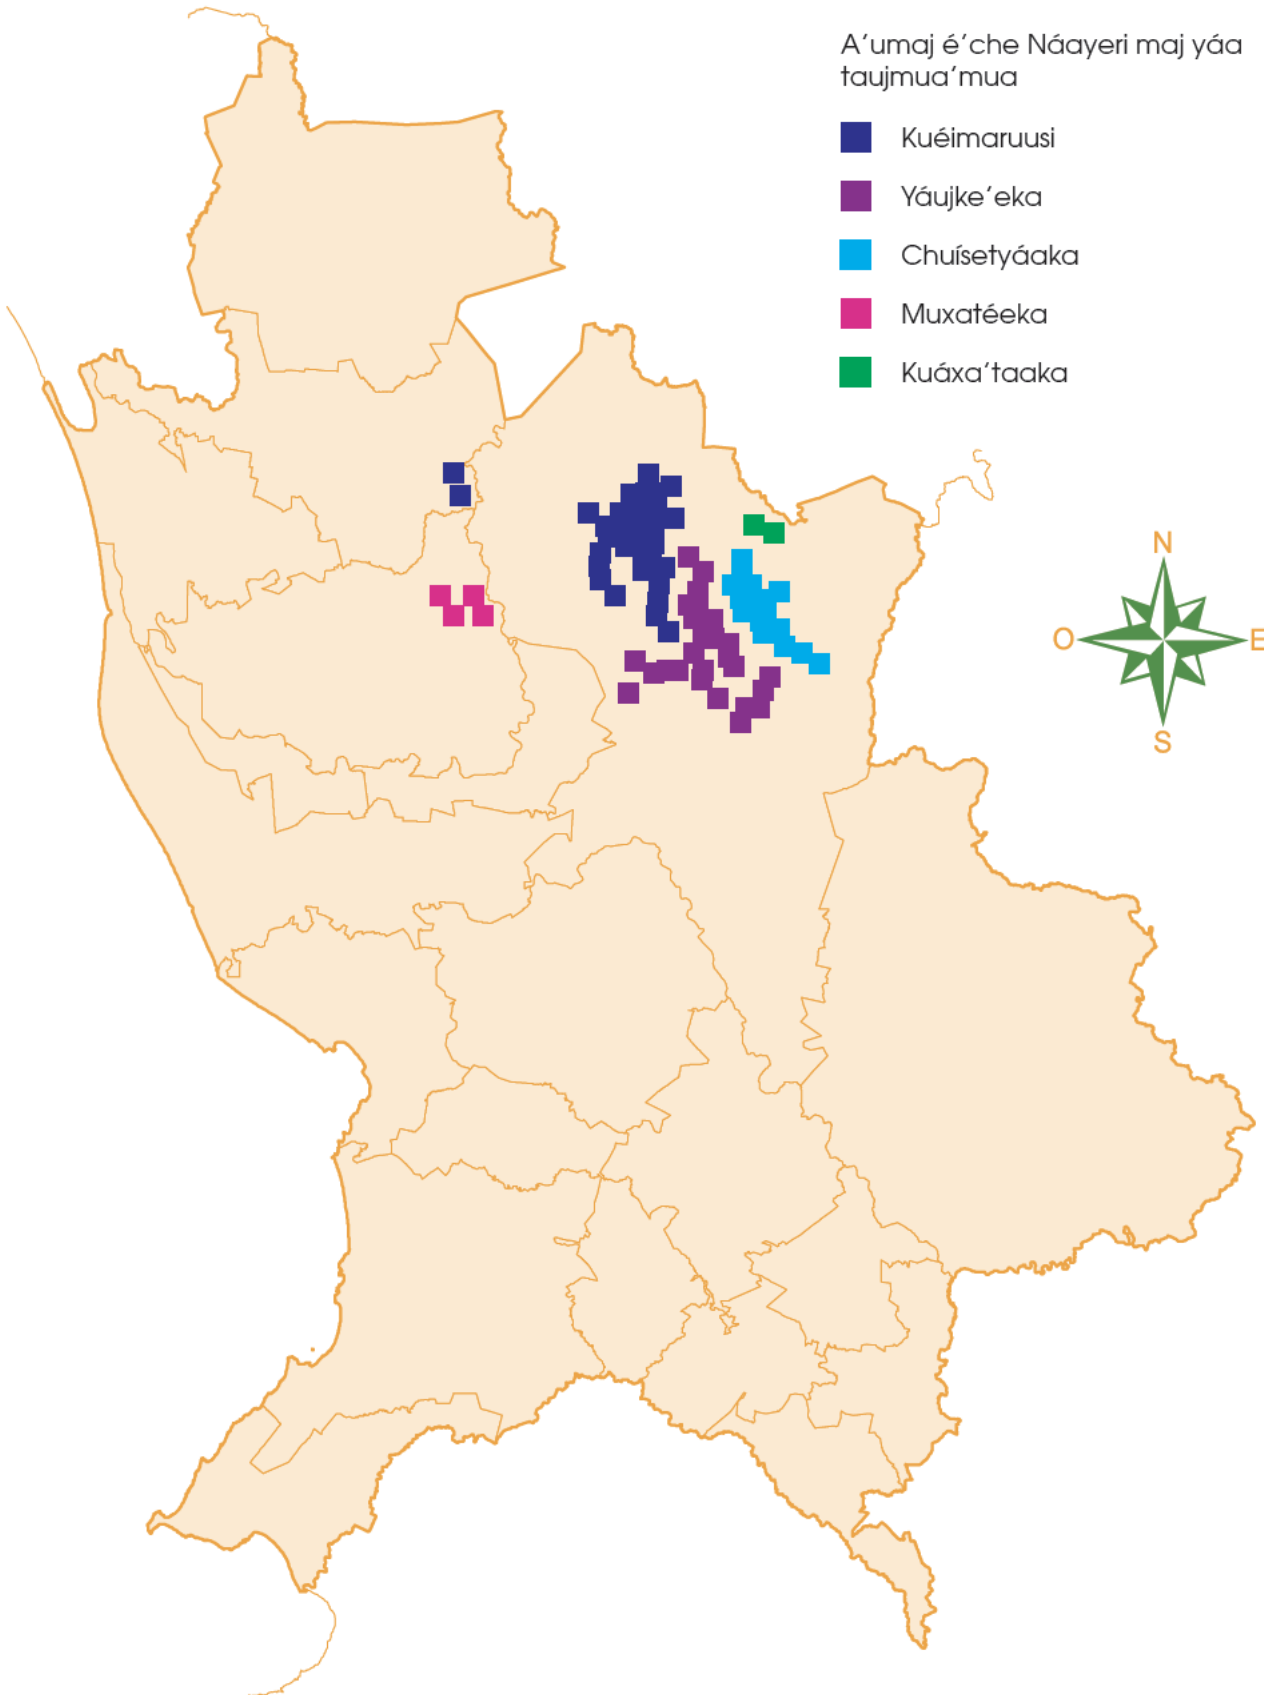 A’umaj é’che Náayeri maj yáa
taujmua’mua
Kuéimaruusi
Yáujke’eka
Chuísetyáaka
Muxatéeka
Kuáxa’taaka
N
O
E
S